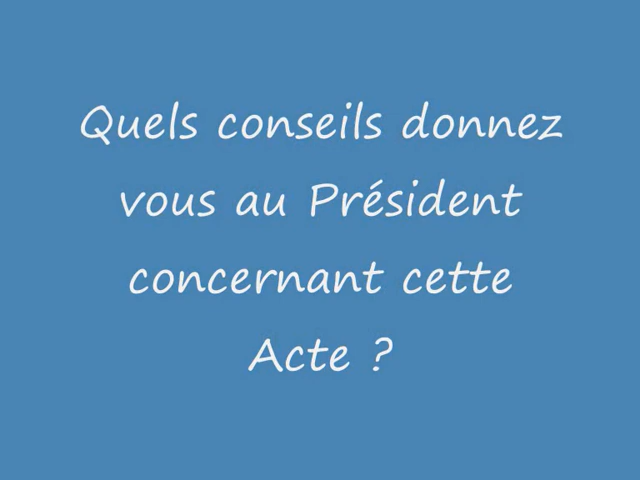 Quels conseils donnez
vous au Président
concernant cette
Acte ?